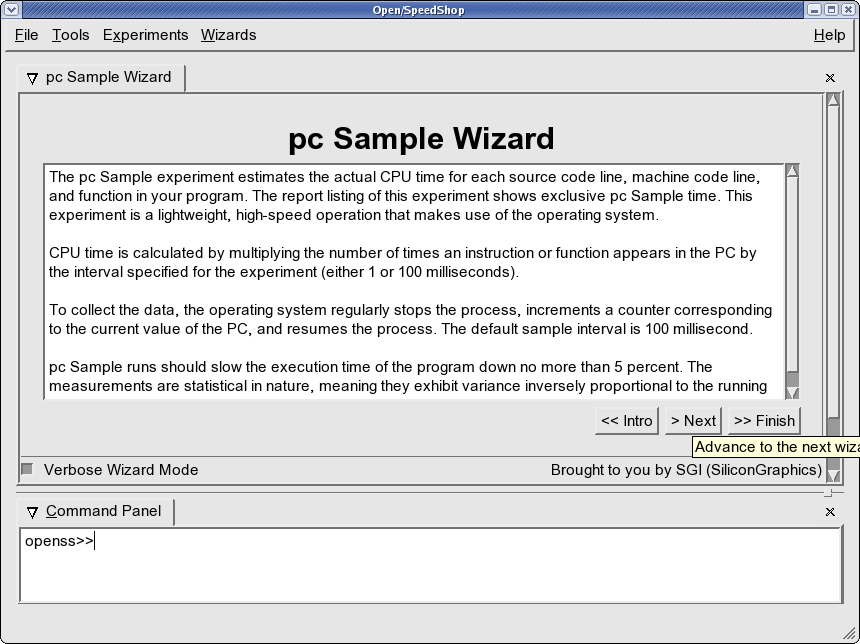 Open/SpeedShop
File Tools Experiments Wizards Help
pc Sample Wizard
pc Sample Wizard
The pc Sample experiment estimates the actual CPU time for each source code line, machine code line,
and function in your program. The report listing of this experiment shows exclusive pc Sample time. This
experiment is a lightweight, high-speed operation that makes use of the operating system.
CPU time is calculated by multiplying the number of times an instruction or function appears in the PC by
the interval specified for the experiment (either 1 or 100 milliseconds).
To collect the data, the operating system regularly stops the process, increments a counter corresponding
to the current value of the PC, and resumes the process. The default sample interval is 100 millisecond.
pc Sample runs should slow the execution time of the program down no more than 5 percent. The
measurements are statistical in nature, meaning they exhibit variance inversely proportional to the running
<< Intro > Next >> Finish
Advance to the next wiza
Verbose Wizard Mode Brought to you by SGI (SiliconGraphics)
Command Panel
openss>>